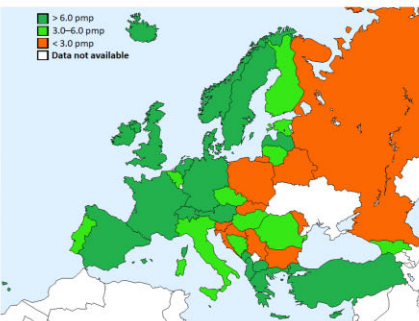 > 6.0 pmp
3.0–6.0 pmp
< 3.0 pmp
Data not available